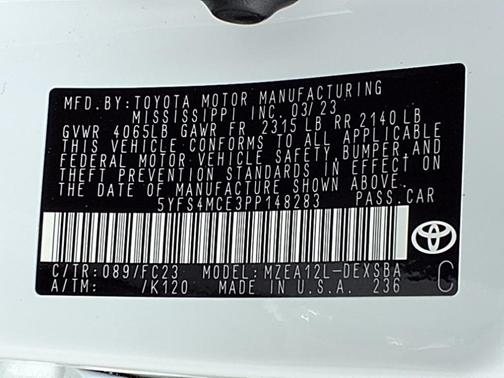 MFD.BY:TOYOTA MOTOR MANUFACTURING
MISSISSIPPI INC. 03/23
GVWR 4065LB GAWR FR 2315 LB RR 2140 LB
THIS VEHICLE CONFORMS TO ALL APPLICABLE
FEDERAL MOTOR VEHICLE SAFETY, BUMPER AND
THEFT PREVENTION STANDARDS IN EFFECT ON
THE DATE OF MANUFACTURE SHOWN ABOVE.
5YFS4MCE3PP148283 PASS.CAR
C/TR:089/FC23 MODEL:MZEA12L-DEXSBA
A/TM: /K120 MADE IN U.S.A. 236
C